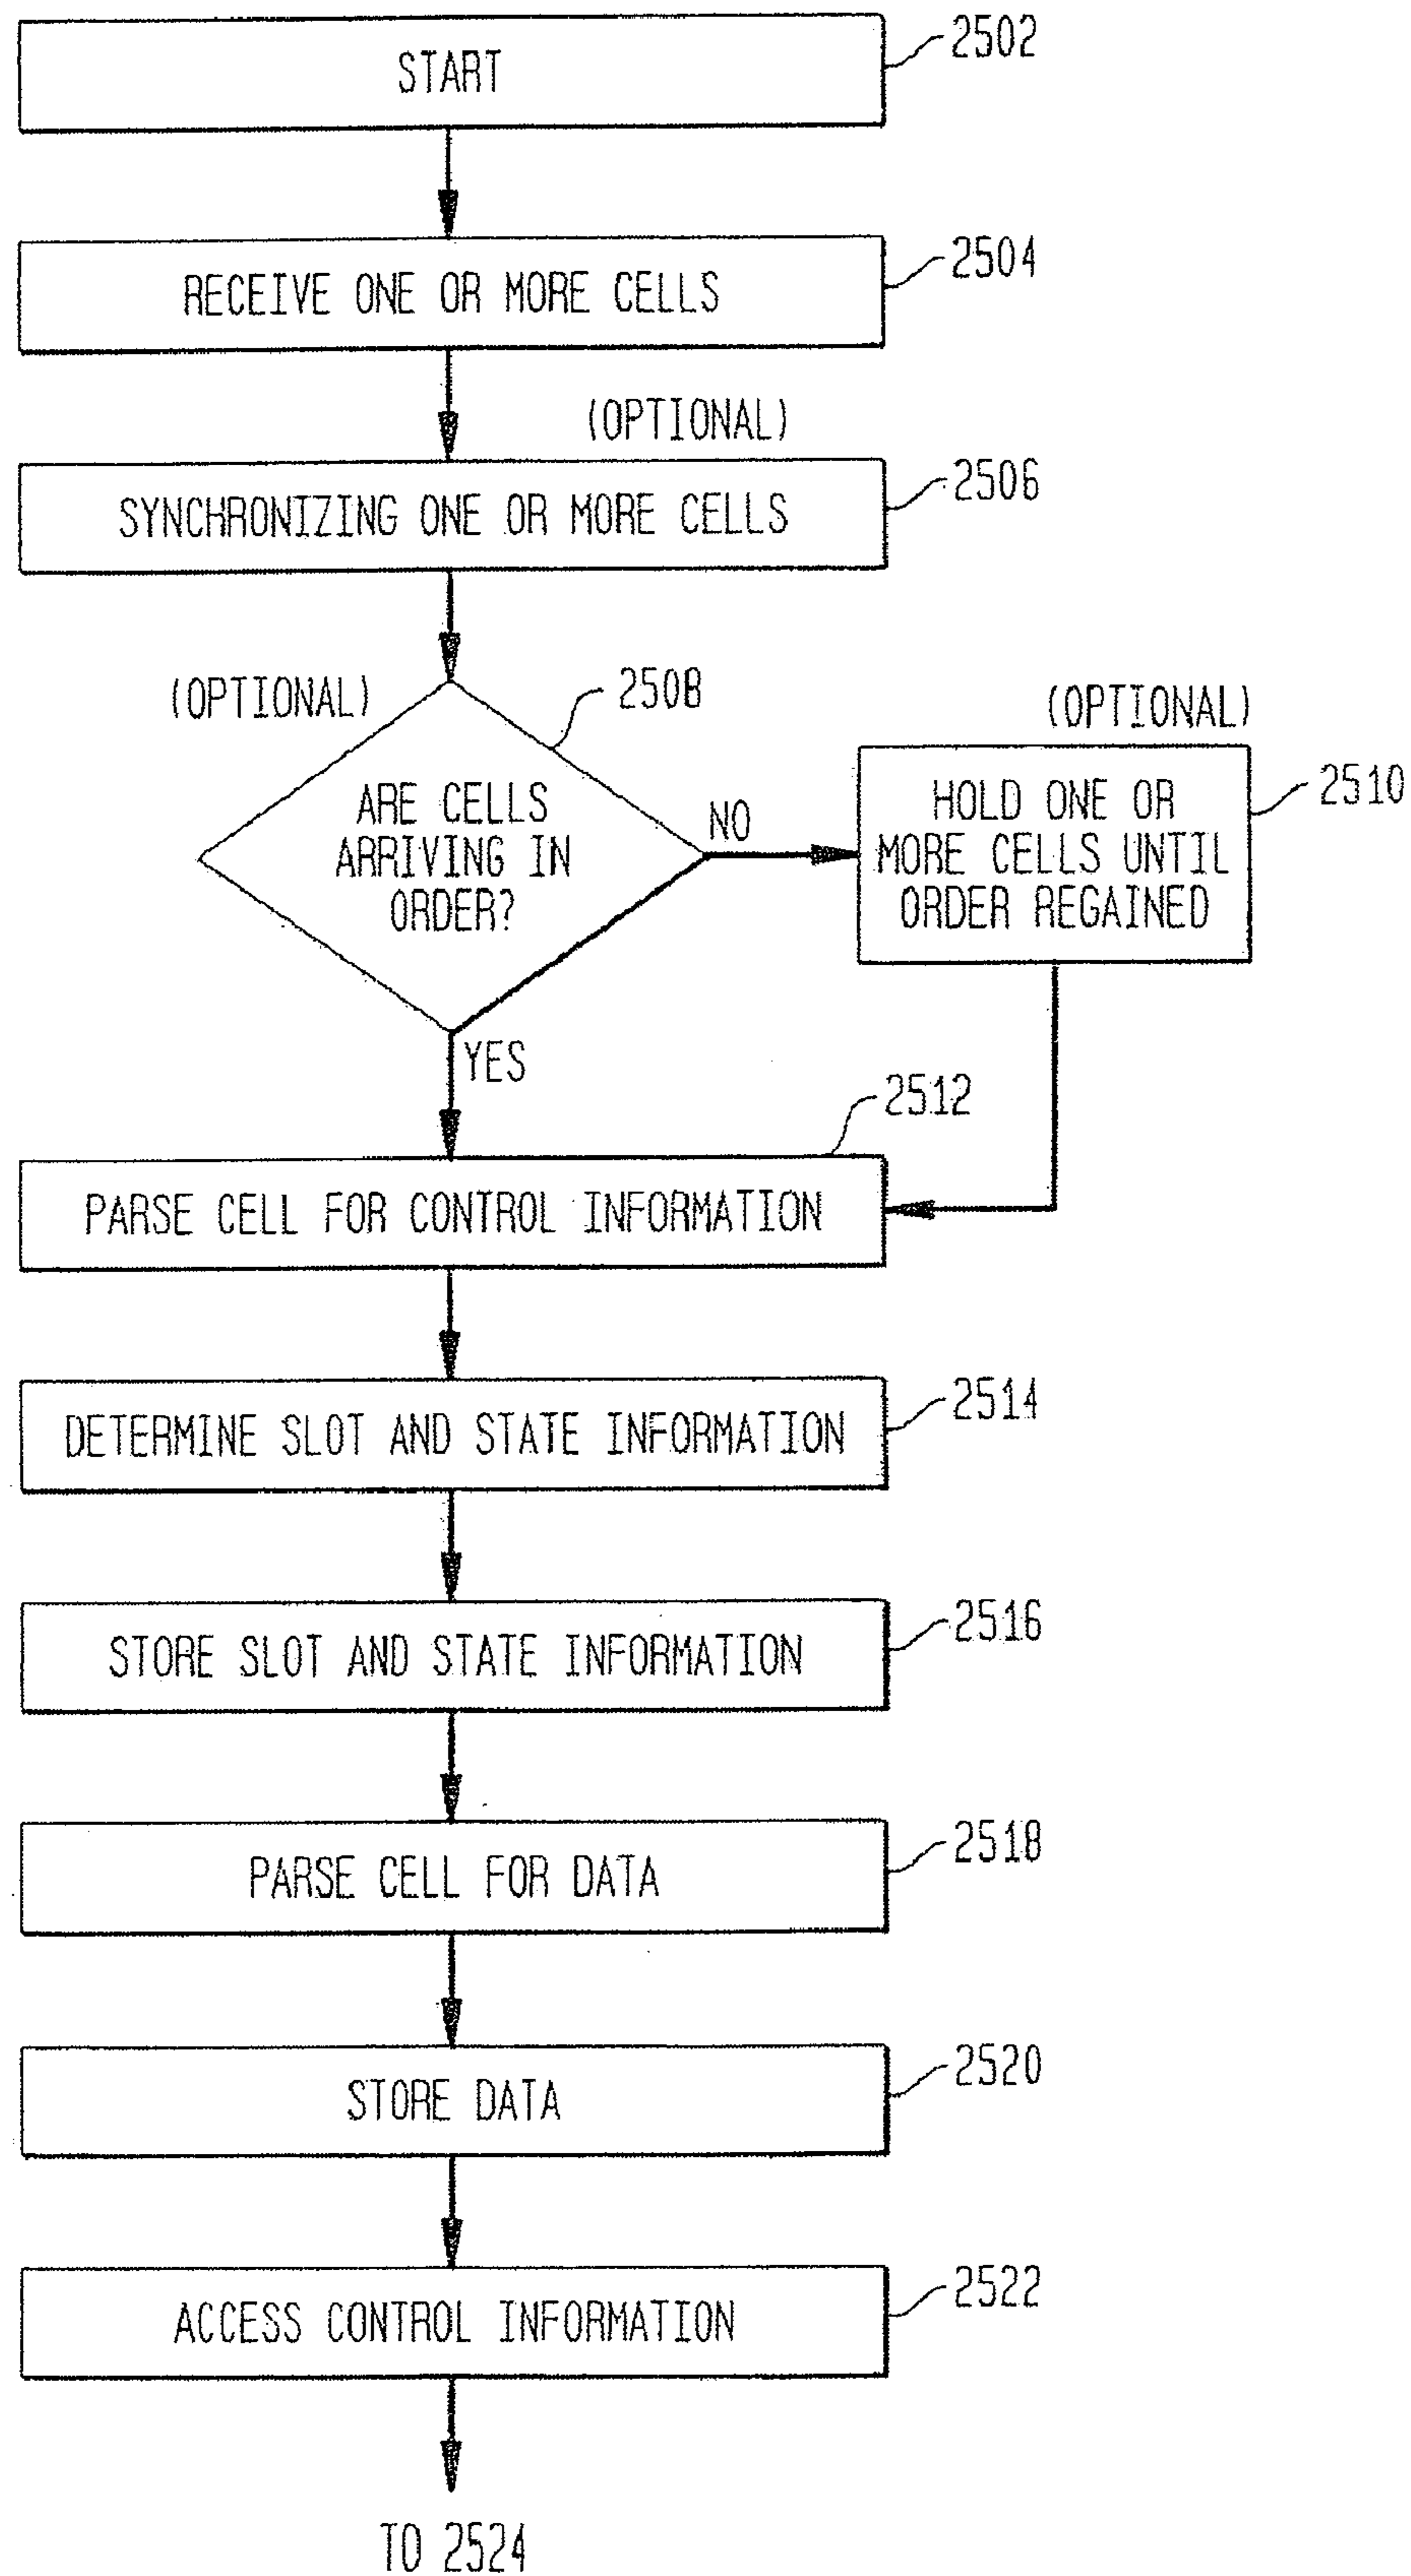 START
2502
RECEIVE ONE OR MORE CELLS
2504
(OPTIONAL)
SYNCHRONIZING ONE OR MORE CELLS
2506
(OPTIONAL)
2508
ARE CELLS
ARRIVING IN
ORDER?
NO
YES
(OPTIONAL)
HOLD ONE OR
MORE CELLS UNTIL
ORDER REGAINED
2510
2512
PARSE CELL FOR CONTROL INFORMATION
DETERMINE SLOT AND STATE INFORMATION
2514
STORE SLOT AND STATE INFORMATION
2516
PARSE CELL FOR DATA
2518
STORE DATA
2520
ACCESS CONTROL INFORMATION
2522
TO 2524